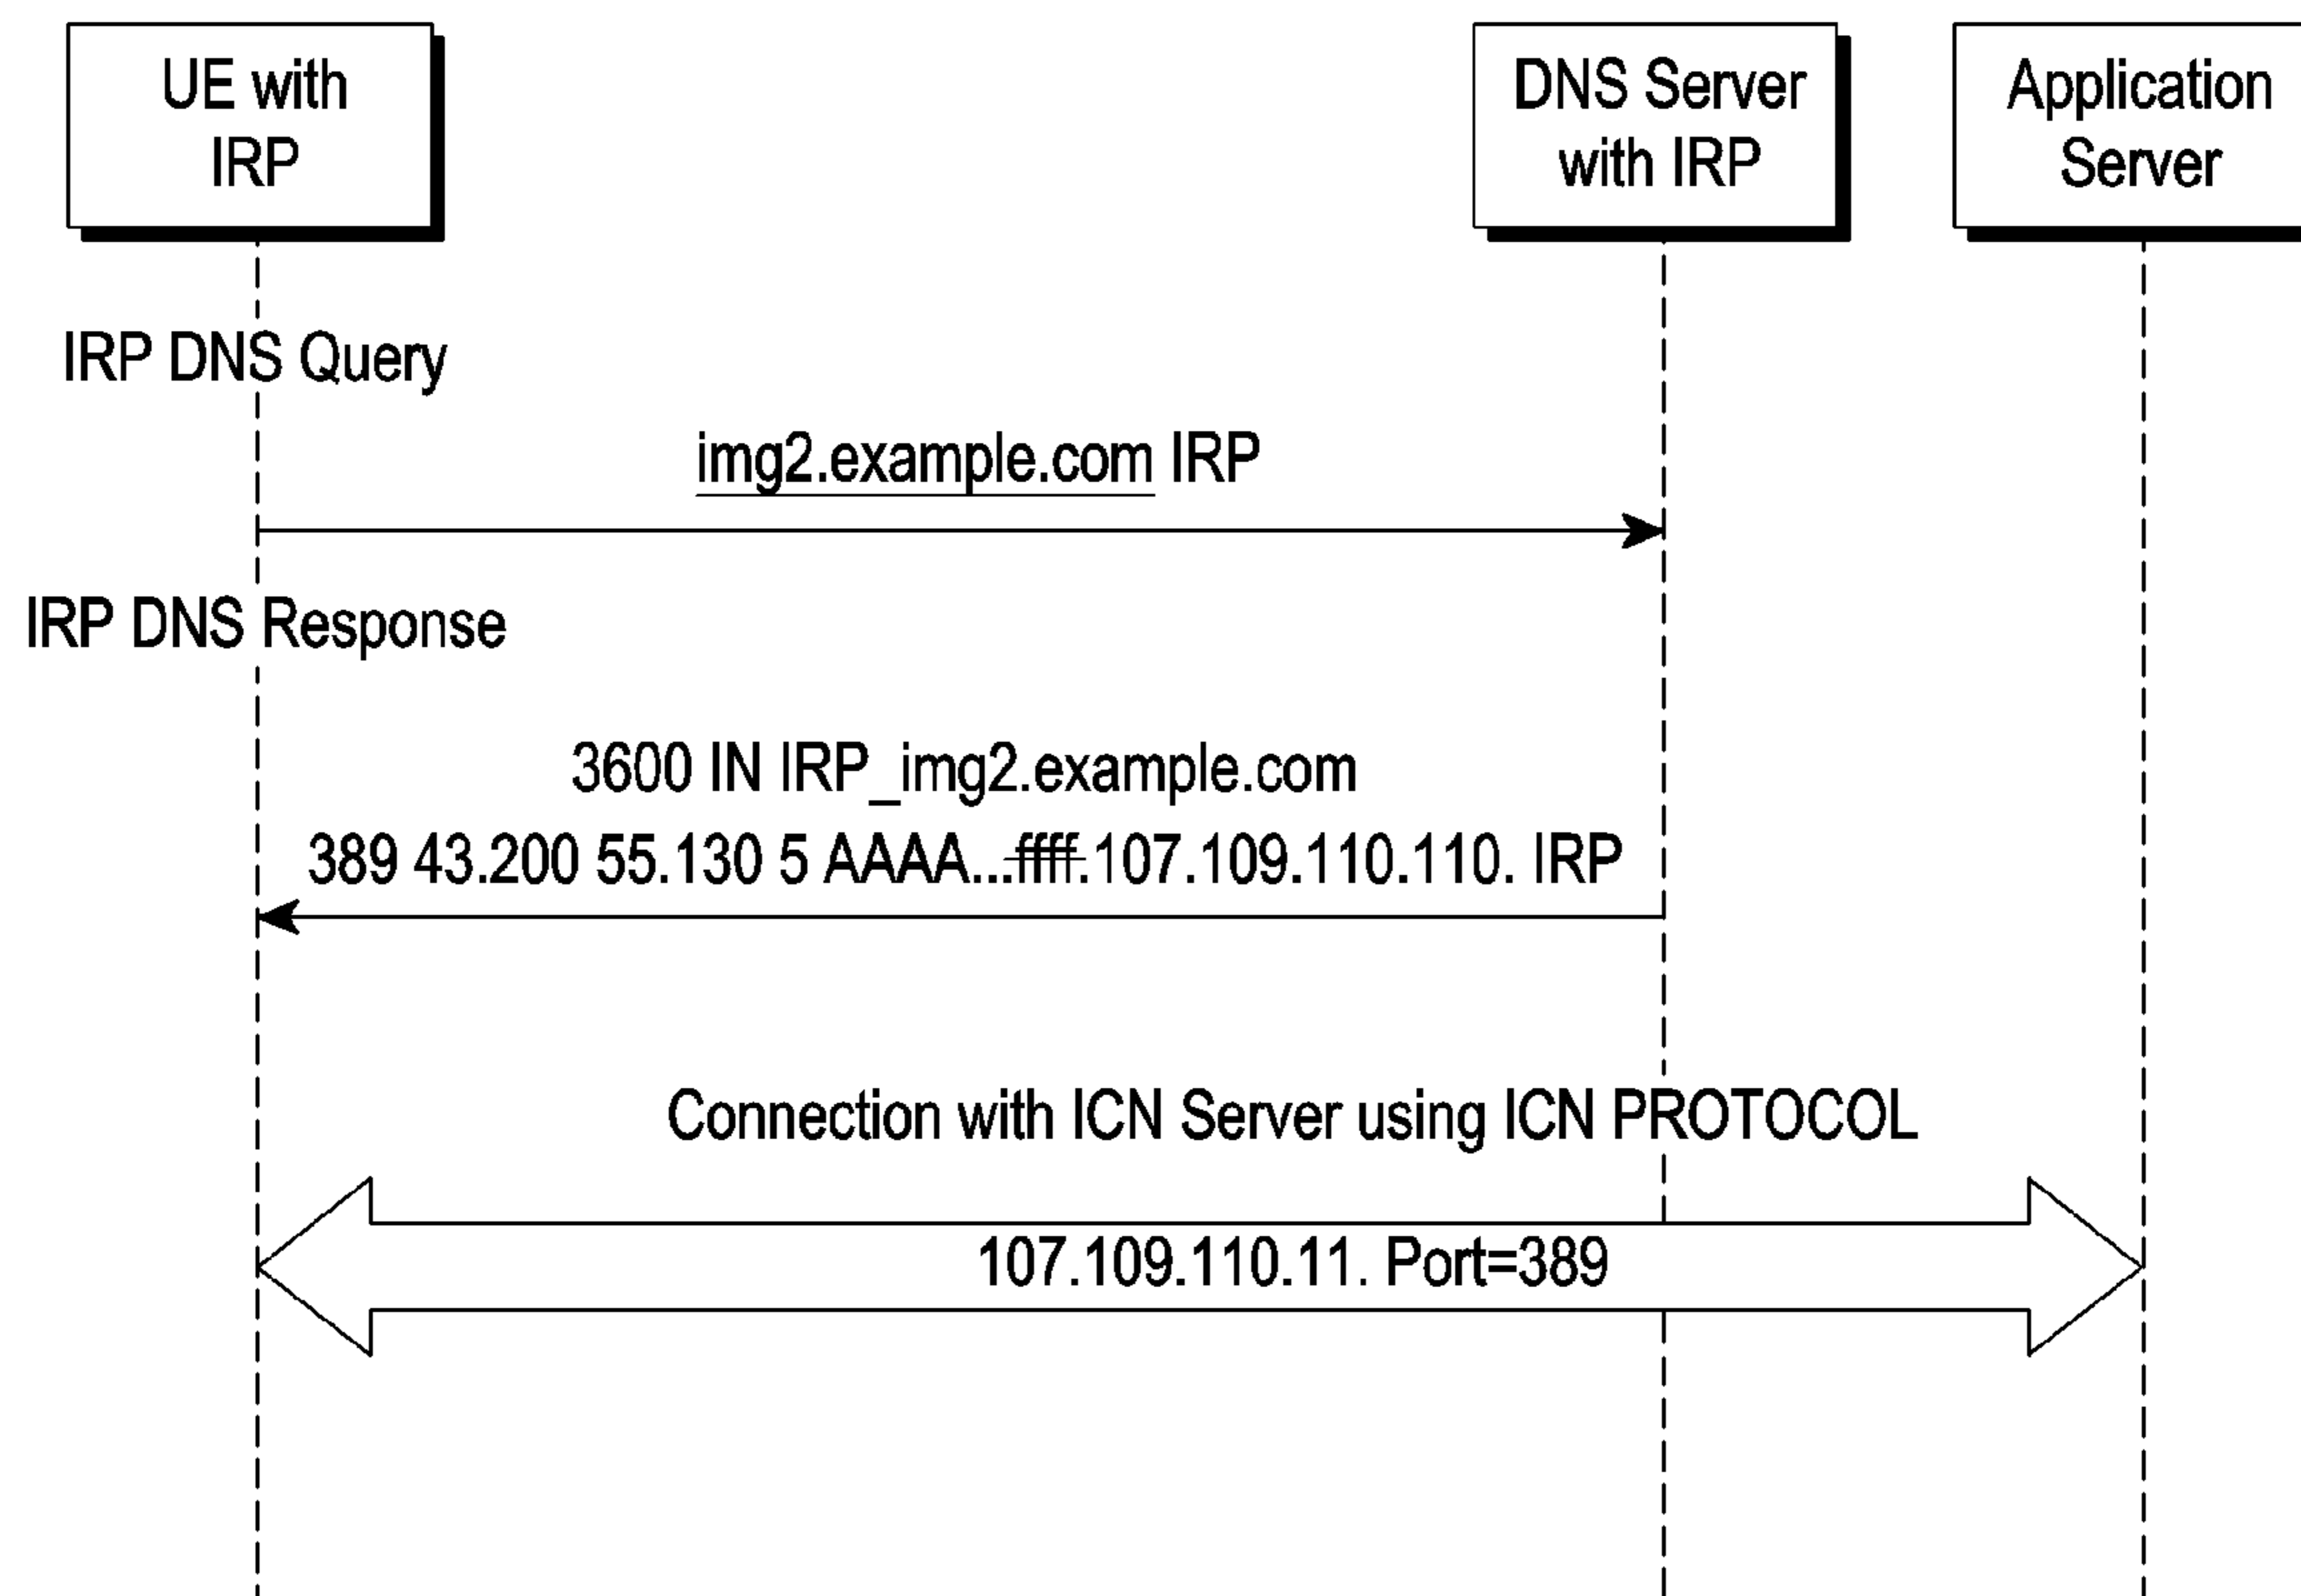 UE with
IRP
DNS Server
with IRP
Application
Server
IRP DNS Query
img2.example.com IRP
IRP DNS Response
3600 IN IRP_img2.example.com
389 43.200 55.130 5 AAAA...ffff.107.109.110.110. IRP
Connection with ICN Server using ICN PROTOCOL
107.109.110.11. Port=389